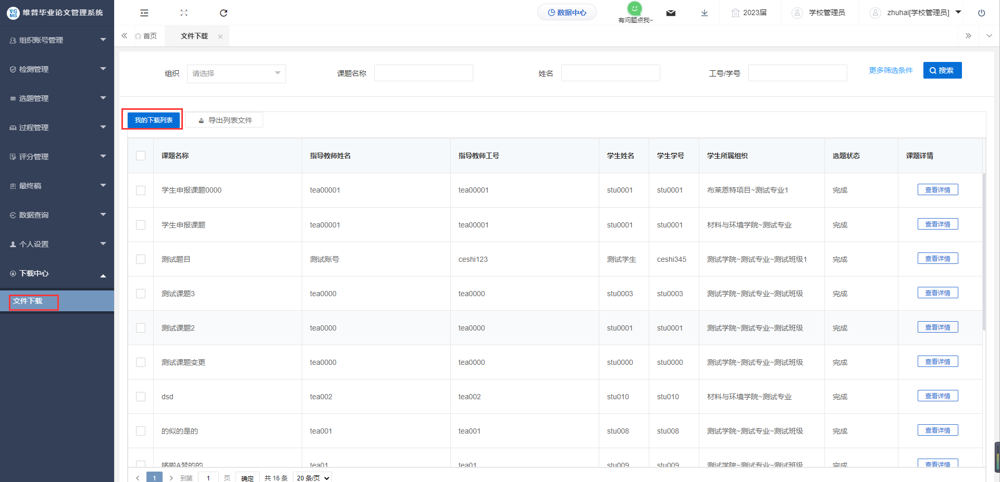 VG
MS
维普毕业论文管理系统
数据中心
有问题点我~
2023届
学校管理员
zhuhai[学校管理员]
组织账号管理
检测管理
选题管理
过程管理
评分管理
最终稿
数据查询
个人设置
下载中心
文件下载
首页
文件下载
组织 请选择 课题名称 姓名 工号/学号 更多筛选条件 搜索
我的下载列表 导出列表文件
课题名称 指导教师姓名 指导教师工号 学生姓名 学生学号 学生所属组织 选题状态 课题详情
学生申报课题0000 tea00001 tea00001 stu0001 stu0001 布莱恩特项目~测试专业1 完成 查看详情
学生申报课题 tea00001 tea00001 stu0001 stu0001 材料与环境学院~测试专业 完成 查看详情
测试题目 测试账号 ceshi123 测试学生 ceshi345 测试学院~测试专业~测试班级1 完成 查看详情
测试课题3 tea0000 tea0000 stu0003 stu0003 测试学院~测试专业~测试班级 完成 查看详情
测试课题2 tea0000 tea0000 stu0001 stu0001 测试学院~测试专业~测试班级 完成 查看详情
测试课题变更 tea0000 tea0000 stu0000 stu0000 测试学院~测试专业~测试班级 完成 查看详情
dsd tea002 tea002 stu010 stu010 材料与环境学院~测试专业 完成 查看详情
的似的是的 tea001 tea001 stu008 stu008 测试学院~测试专业~测试班级 完成 查看详情
哆啦A梦的的 tea01 tea01 stu009 stu009 测试学院~测试专业~测试班级 完成 查看详情
1 到第 1 页 确定 共 16 条 20 条/页